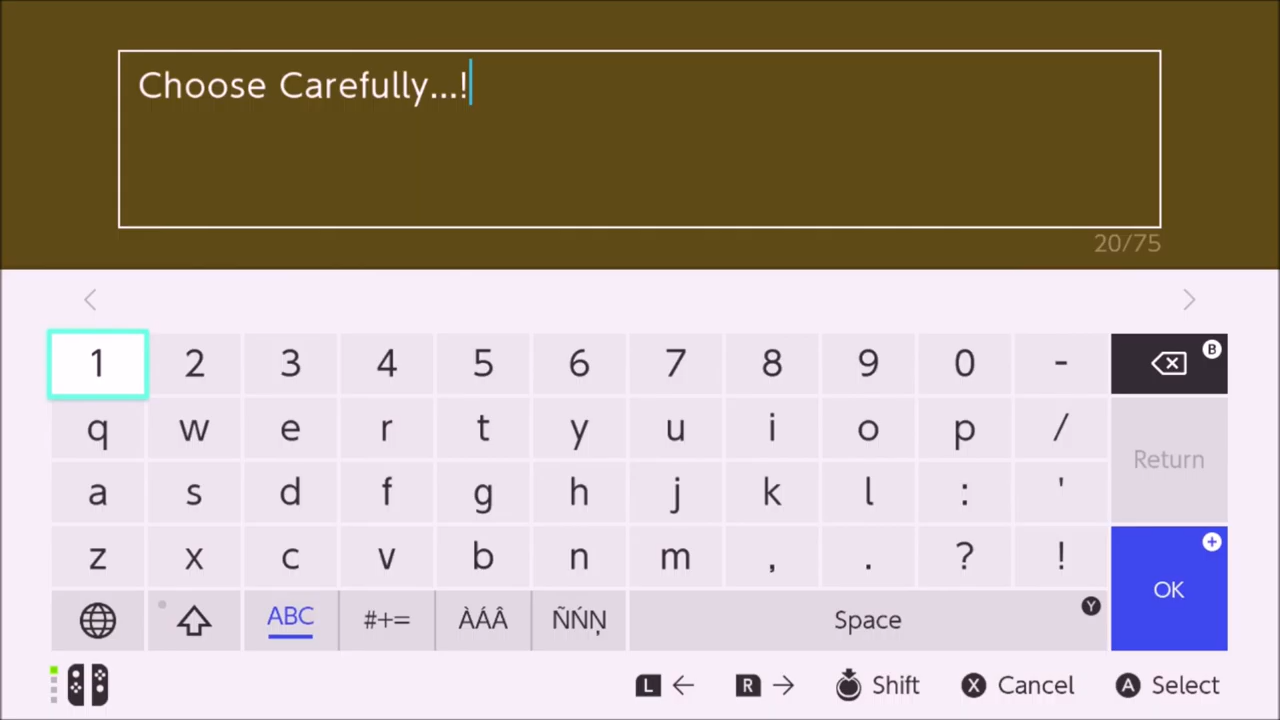 Choose Carefully...!
20/75
1 2 3 4 5 6 7 8 9 0 - B
q w e r t y u i o p /
Return
a s d f g h j k l : '
z x c v b n m , . ? ! +
OK
ABC #+= ÀÁÂ ÑŃŅ Space Y
L ← R → Shift X Cancel A Select